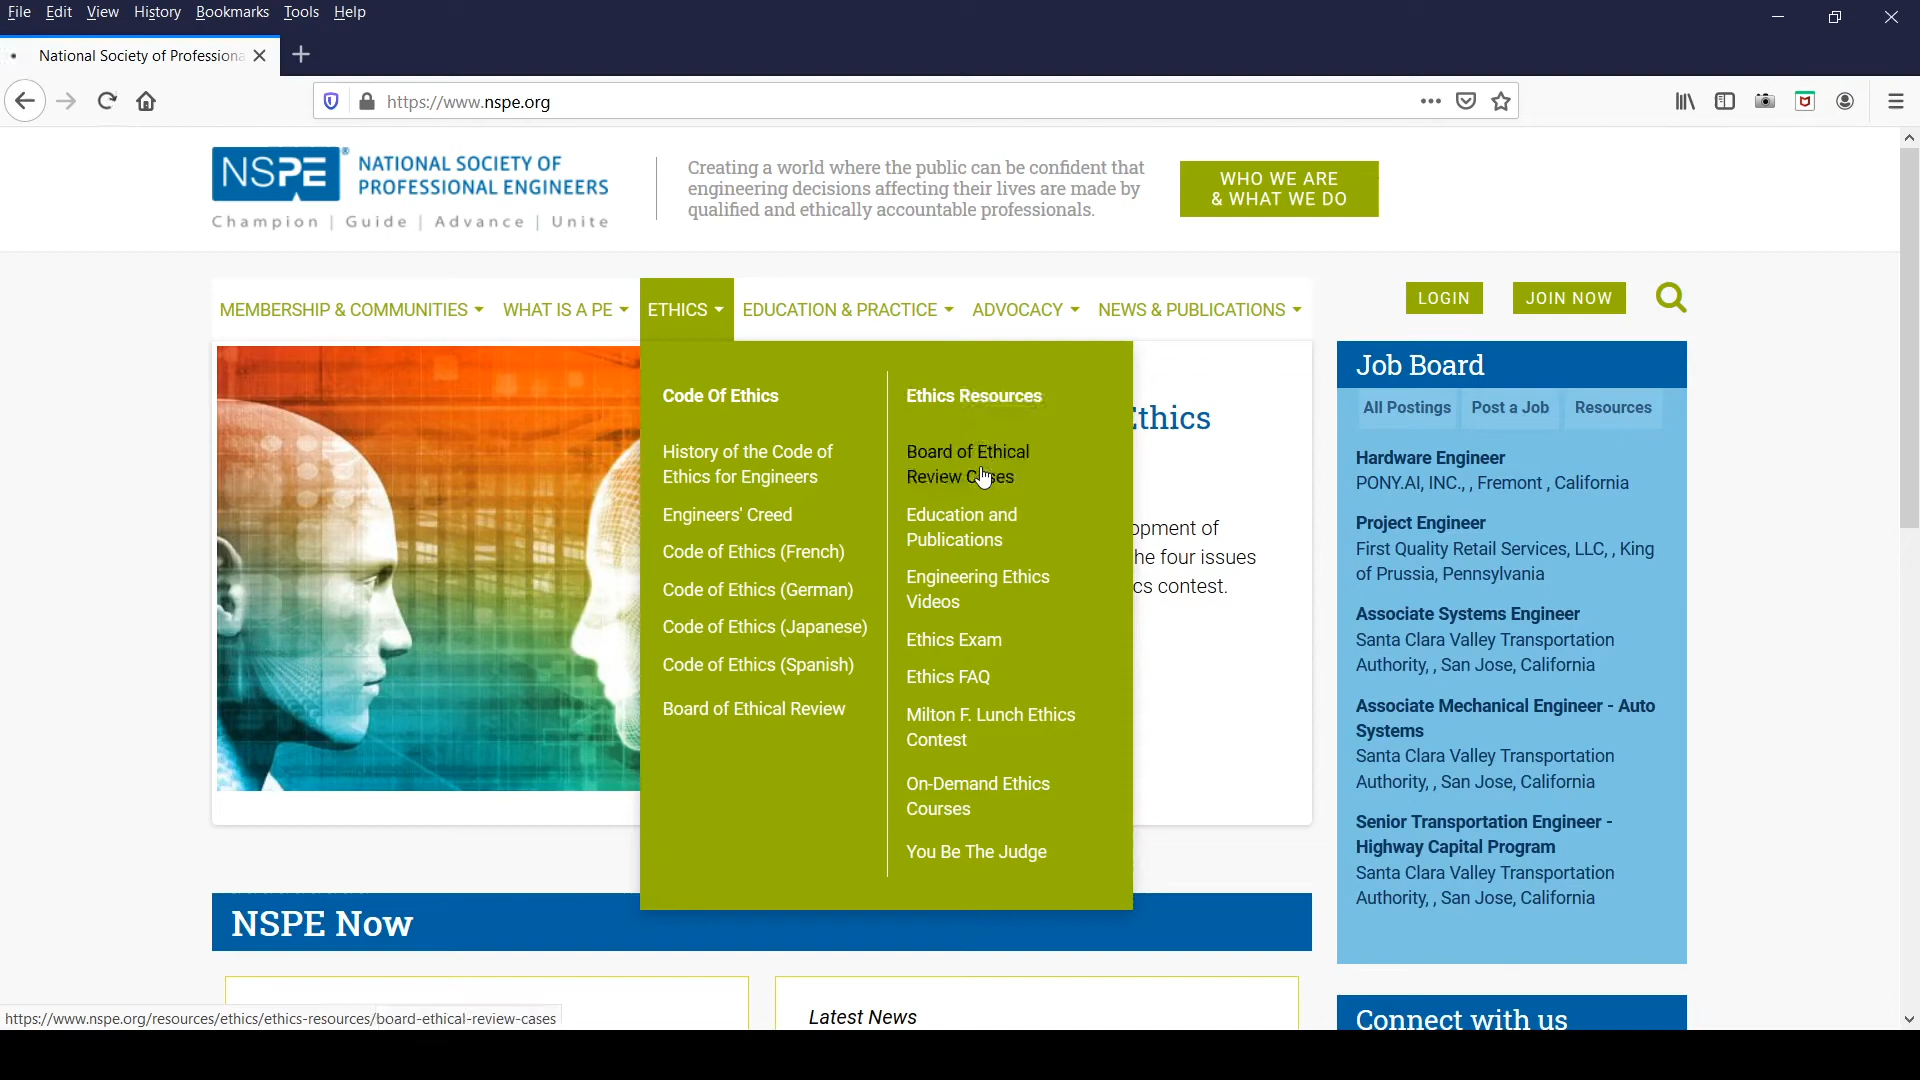 File Edit View History Bookmarks Tools Help
National Society of Professiona
https://www.nspe.org
NSPE® NATIONAL SOCIETY OF
PROFESSIONAL ENGINEERS
Champion | Guide | Advance | Unite
Creating a world where the public can be confident that
engineering decisions affecting their lives are made by
qualified and ethically accountable professionals.
WHO WE ARE
& WHAT WE DO
MEMBERSHIP & COMMUNITIES WHAT IS A PE ETHICS EDUCATION & PRACTICE ADVOCACY NEWS & PUBLICATIONS
LOGIN JOIN NOW
Code Of Ethics
History of the Code of
Ethics for Engineers
Engineers' Creed
Code of Ethics (French)
Code of Ethics (German)
Code of Ethics (Japanese)
Code of Ethics (Spanish)
Board of Ethical Review
Ethics Resources
Board of Ethical
Review Cases
Education and
Publications
Engineering Ethics
Videos
Ethics Exam
Ethics FAQ
Milton F. Lunch Ethics
Contest
On-Demand Ethics
Courses
You Be The Judge
Ethics
opment of
he four issues
cs contest.
Job Board
All Postings Post a Job Resources
Hardware Engineer
PONY.AI, INC., , Fremont , California
Project Engineer
First Quality Retail Services, LLC, , King
of Prussia, Pennsylvania
Associate Systems Engineer
Santa Clara Valley Transportation
Authority, , San Jose, California
Associate Mechanical Engineer - Auto
Systems
Santa Clara Valley Transportation
Authority, , San Jose, California
Senior Transportation Engineer -
Highway Capital Program
Santa Clara Valley Transportation
Authority, , San Jose, California
NSPE Now
Latest News
Connect with us
https://www.nspe.org/resources/ethics/ethics-resources/board-ethical-review-cases